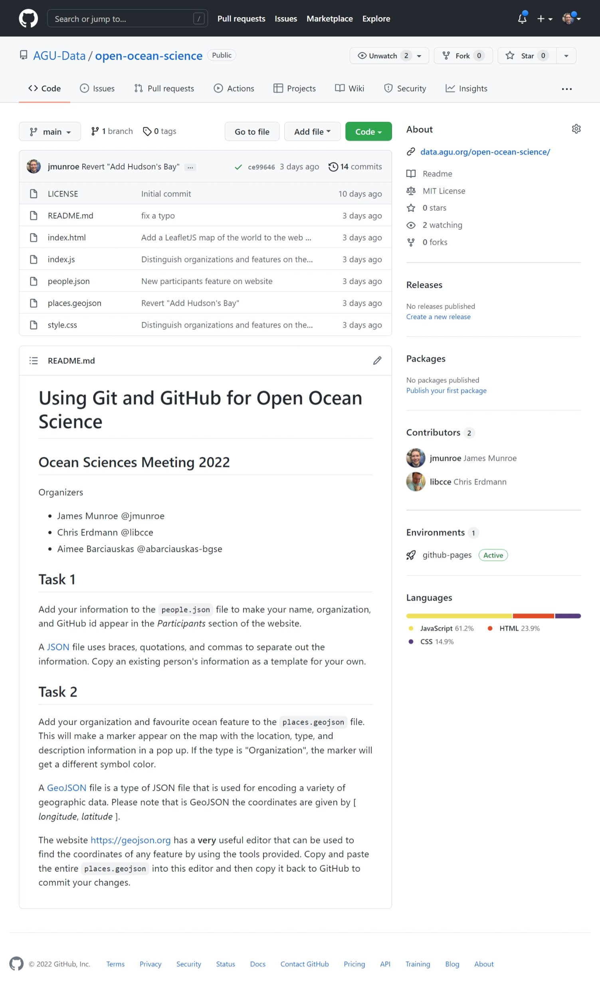 Search or jump to... /
Pull requests Issues Marketplace Explore
AGU-Data / open-ocean-science Public
Unwatch 2 Fork 0 Star 0
Code Issues Pull requests Actions Projects Wiki Security Insights ...
main 1 branch 0 tags Go to file Add file Code
jmunroe Revert "Add Hudson's Bay" ... ce99646 3 days ago 14 commits
LICENSE Initial commit 10 days ago
README.md fix a typo 3 days ago
index.html Add a LeafletJS map of the world to the web ... 3 days ago
index.js Distinguish organizations and features on the... 3 days ago
people.json New participants feature on website 3 days ago
places.geojson Revert "Add Hudson's Bay" 3 days ago
style.css Distinguish organizations and features on the... 3 days ago
README.md
Using Git and GitHub for Open Ocean
Science
Ocean Sciences Meeting 2022
Organizers
• James Munroe @jmunroe
• Chris Erdmann @libcce
• Aimee Barciauskas @abarciauskas-bgse
Task 1
Add your information to the people.json file to make your name, organization,
and GitHub id appear in the Participants section of the website.
A JSON file uses braces, quotations, and commas to separate out the
information. Copy an existing person's information as a template for your own.
Task 2
Add your organization and favourite ocean feature to the places.geojson file.
This will make a marker appear on the map with the location, type, and
description information in a pop up. If the type is "Organization", the marker will
get a different symbol color.
A GeoJSON file is a type of JSON file that is used for encoding a variety of
geographic data. Please note that is GeoJSON the coordinates are given by [
longitude, latitude ].
The website https://geojson.org has a very useful editor that can be used to
find the coordinates of any feature by using the tools provided. Copy and paste
the entire places.geojson into this editor and then copy it back to GitHub to
commit your changes.
About
data.agu.org/open-ocean-science/
Readme
MIT License
0 stars
2 watching
0 forks
Releases
No releases published
Create a new release
Packages
No packages published
Publish your first package
Contributors 2
jmunroe James Munroe
libcce Chris Erdmann
Environments 1
github-pages Active
Languages
JavaScript 61.2% HTML 23.9%
CSS 14.9%
© 2022 GitHub, Inc. Terms Privacy Security Status Docs Contact GitHub Pricing API Training Blog About